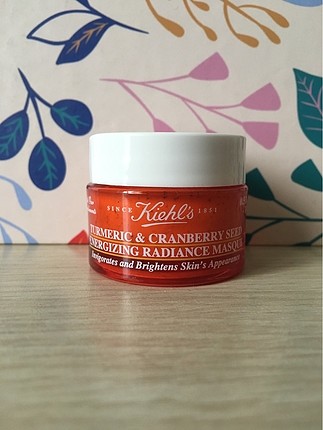 SINCE Kiehl's 1851
TURMERIC & CRANBERRY SEED
ENERGIZING RADIANCE MASQUE
Invigorates and Brightens Skin's Appearance